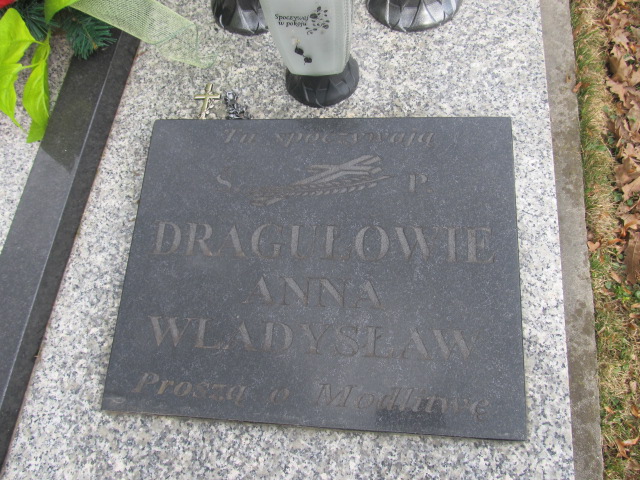 Spoczywaj
w pokoju
Tu spoczywają
Ś P.
DRAGUŁOWIE
ANNA
WŁADYSŁAW
Proszą o Modlitwę